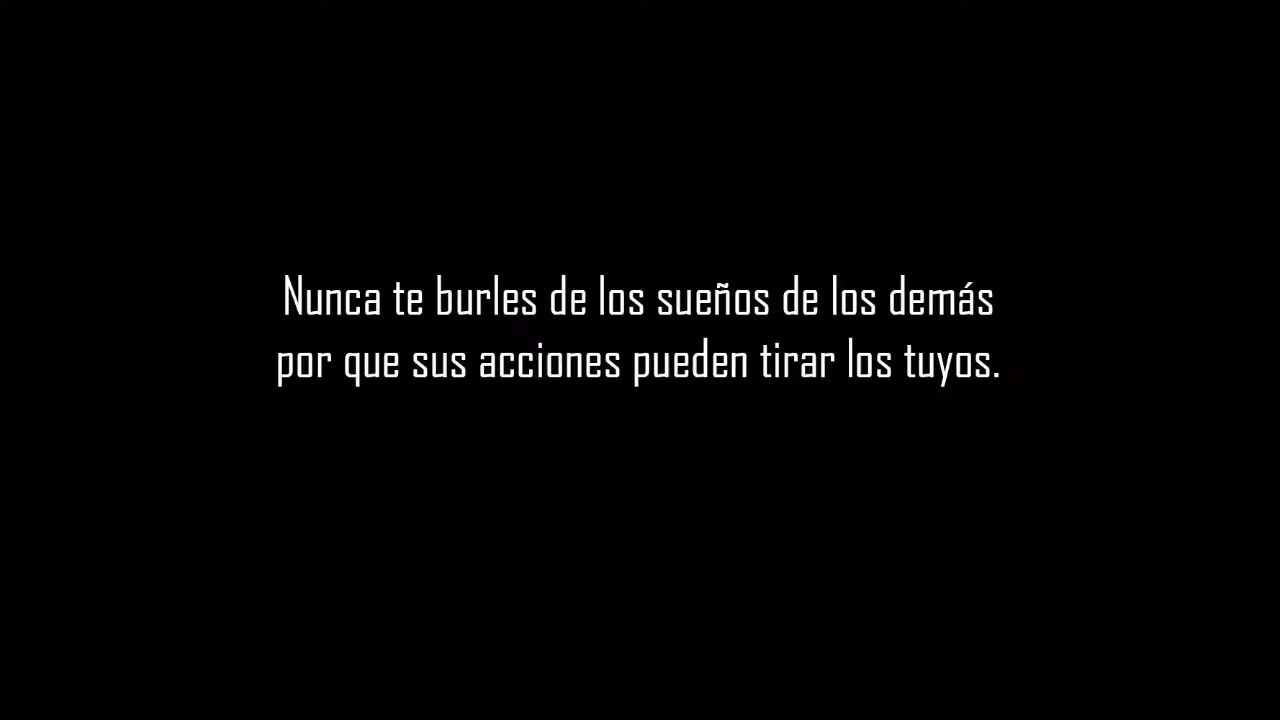 Nunca te burles de los sueños de los demás
por que sus acciones pueden tirar los tuyos.